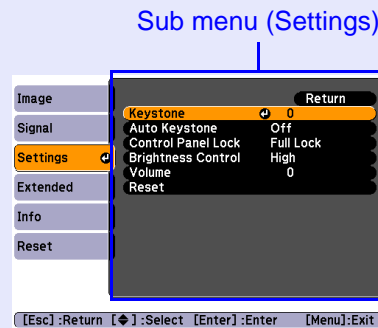 Sub menu (Settings)
Return
Image
Signal
Settings
Extended
Info
Reset
Keystone 0
Auto Keystone Off
Control Panel Lock Full Lock
Brightness Control High
Volume 0
Reset
[Esc] :Return [◆] :Select [Enter] :Enter [Menu]:Exit